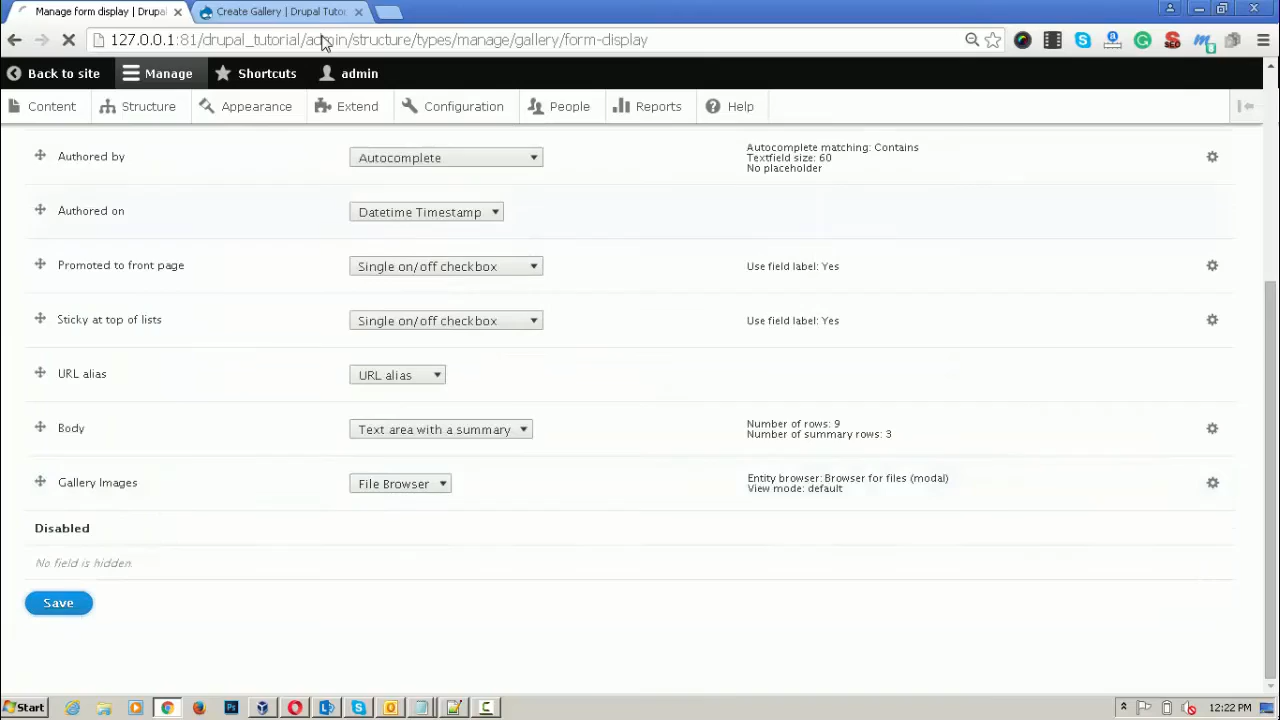 Manage form display | Drupal
Create Gallery | Drupal Tutor
127.0.0.1:81/drupal_tutorial/admin/structure/types/manage/gallery/form-display
Back to site
Manage
Shortcuts
admin
Content
Structure
Appearance
Extend
Configuration
People
Reports
Help
Authored by
Autocomplete
Autocomplete matching: Contains
Textfield size: 60
No placeholder
Authored on
Datetime Timestamp
Promoted to front page
Single on/off checkbox
Use field label: Yes
Sticky at top of lists
Single on/off checkbox
Use field label: Yes
URL alias
URL alias
Body
Text area with a summary
Number of rows: 9
Number of summary rows: 3
Gallery Images
File Browser
Entity browser: Browser for files (modal)
View mode: default
Disabled
No field is hidden.
Save
Start
12:22 PM